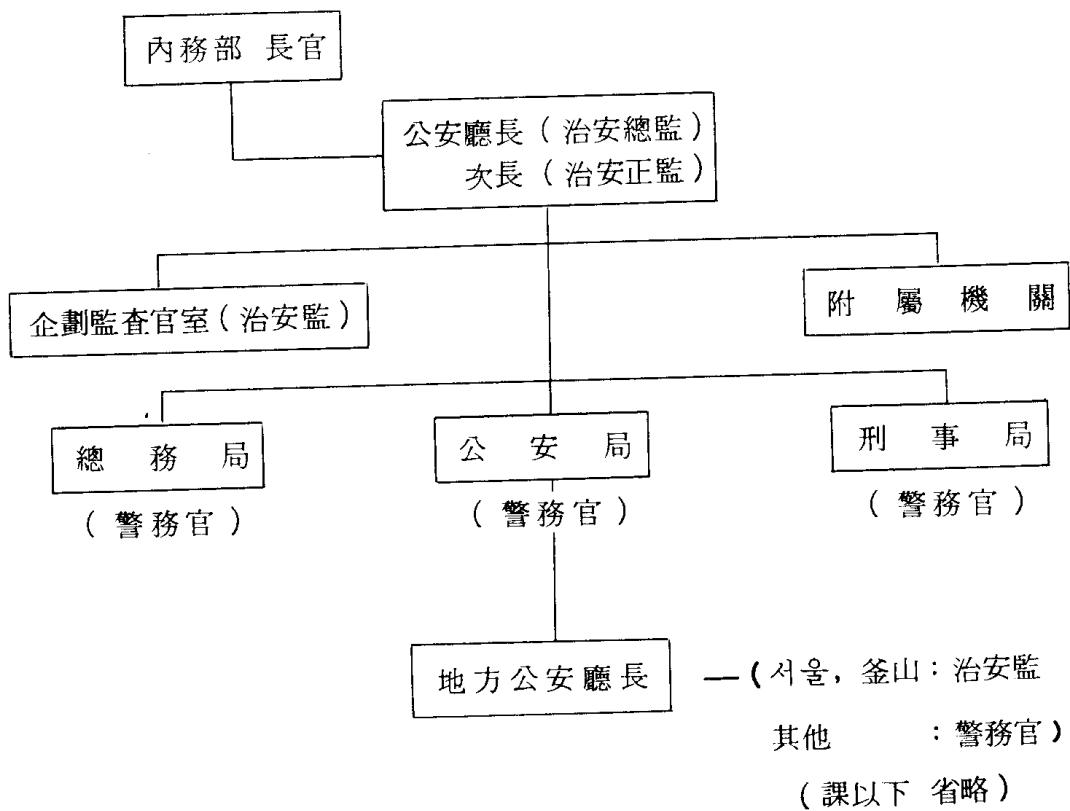 內務部 長官
公安廳長 ( 治安總監 )
次長 ( 治安正監 )
企劃監査官室 ( 治安監 )
附屬機關
總務局
公安局
刑事局
( 警務官 )
( 警務官 )
( 警務官 )
地方公安廳長
— ( 서울, 釜山 : 治安監
其他 : 警務官 )
( 課以下 省略 )